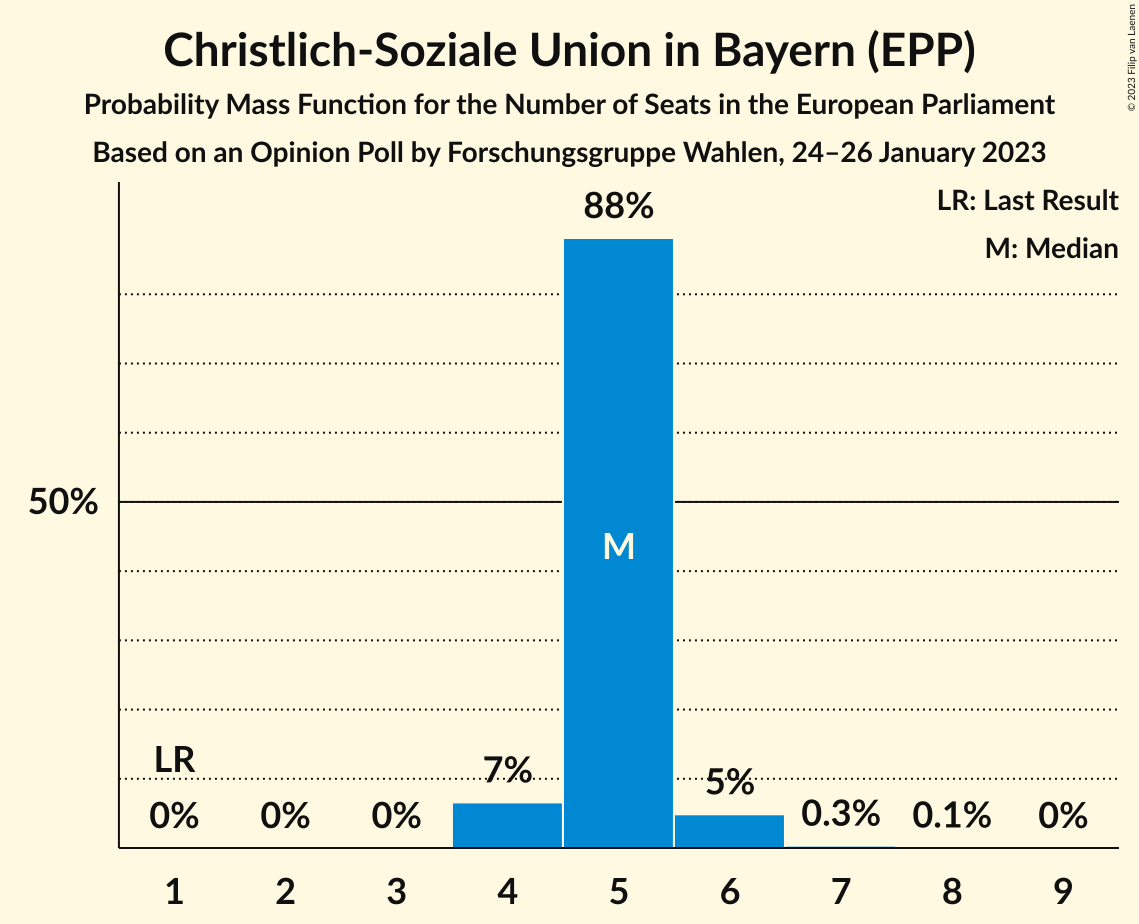 Christlich-Soziale Union in Bayern (EPP)
Probability Mass Function for the Number of Seats in the European Parliament
Based on an Opinion Poll by Forschungsgruppe Wahlen, 24–26 January 2023
© 2023 Filip van Laenen
LR: Last Result
M: Median
88%
50%
M
LR
0% 0% 0% 7% 5% 0.3% 0.1% 0%
1 2 3 4 5 6 7 8 9